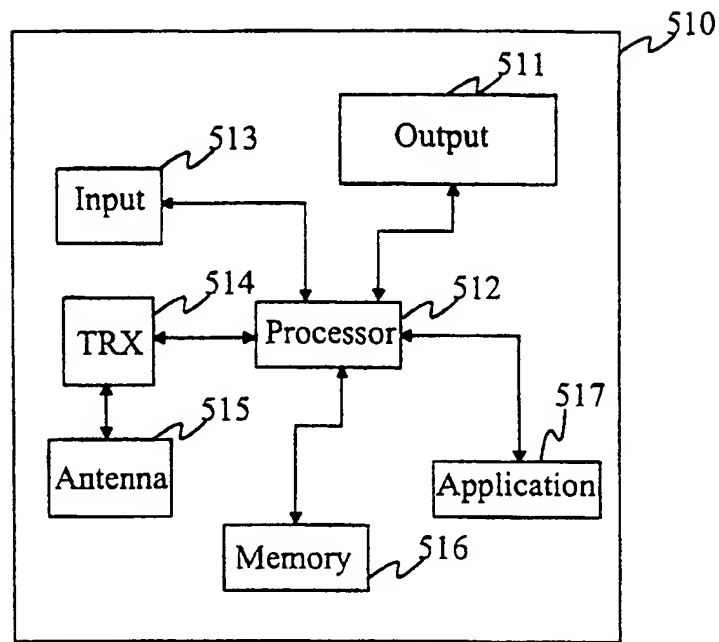 510
511
Output
513
Input
514
TRX
512
Processor
515
Antenna
517
Application
Memory
516